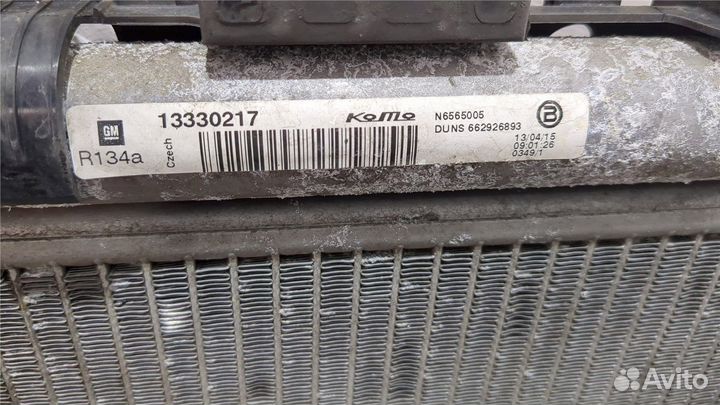 GM
13330217
KOMO
N6565005
DUNS 662926893
R134a
Czech
13/04/15
09:01:26
0349/1
B
Avito